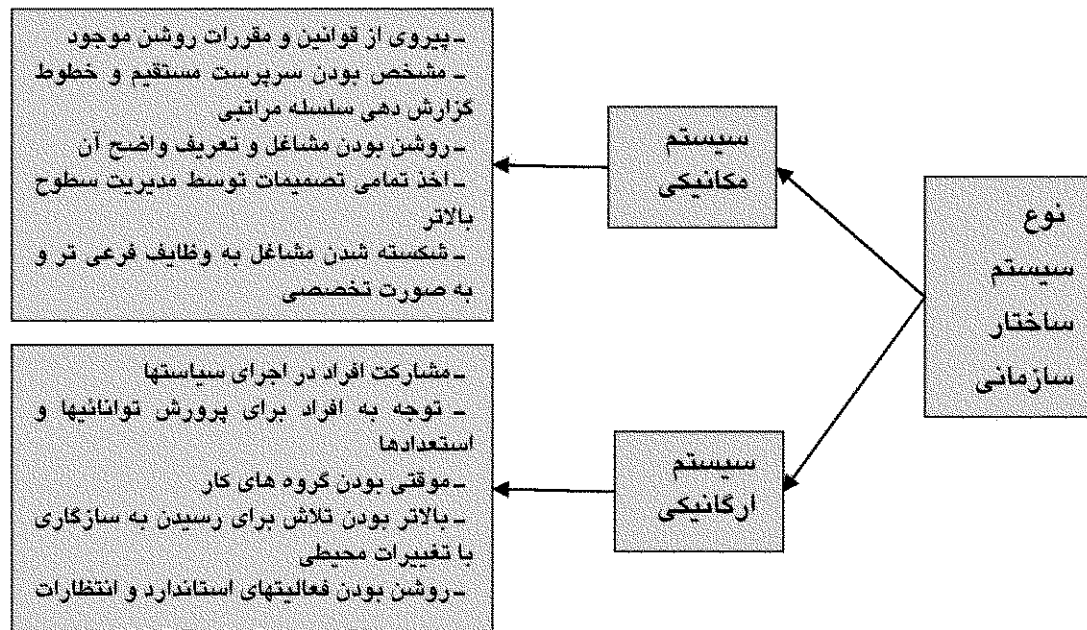 نوع
سیستم
ساختار
سازمانی
سیستم
مکانیکی
ـ پیروی از قوانین و مقررات روشن موجود
ـ مشخص بودن سرپرست مستقیم و خطوط
گزارش دهی سلسله مراتبی
ـ روشن بودن مشاغل و تعریف واضح آن
ـ اخذ تمامی تصمیمات توسط مدیریت سطوح
بالاتر
ـ شکسته شدن مشاغل به وظایف فرعی تر و
به صورت تخصصی
سیستم
ارگانیکی
ـ مشارکت افراد در اجرای سیاستها
ـ توجه به افراد برای پرورش توانائیها و
استعدادها
ـ موقتی بودن گروه های کار
ـ بالاتر بودن تلاش برای رسیدن به سازگاری
با تغییرات محیطی
ـ روشن بودن فعالیتهای استاندارد و انتظارات